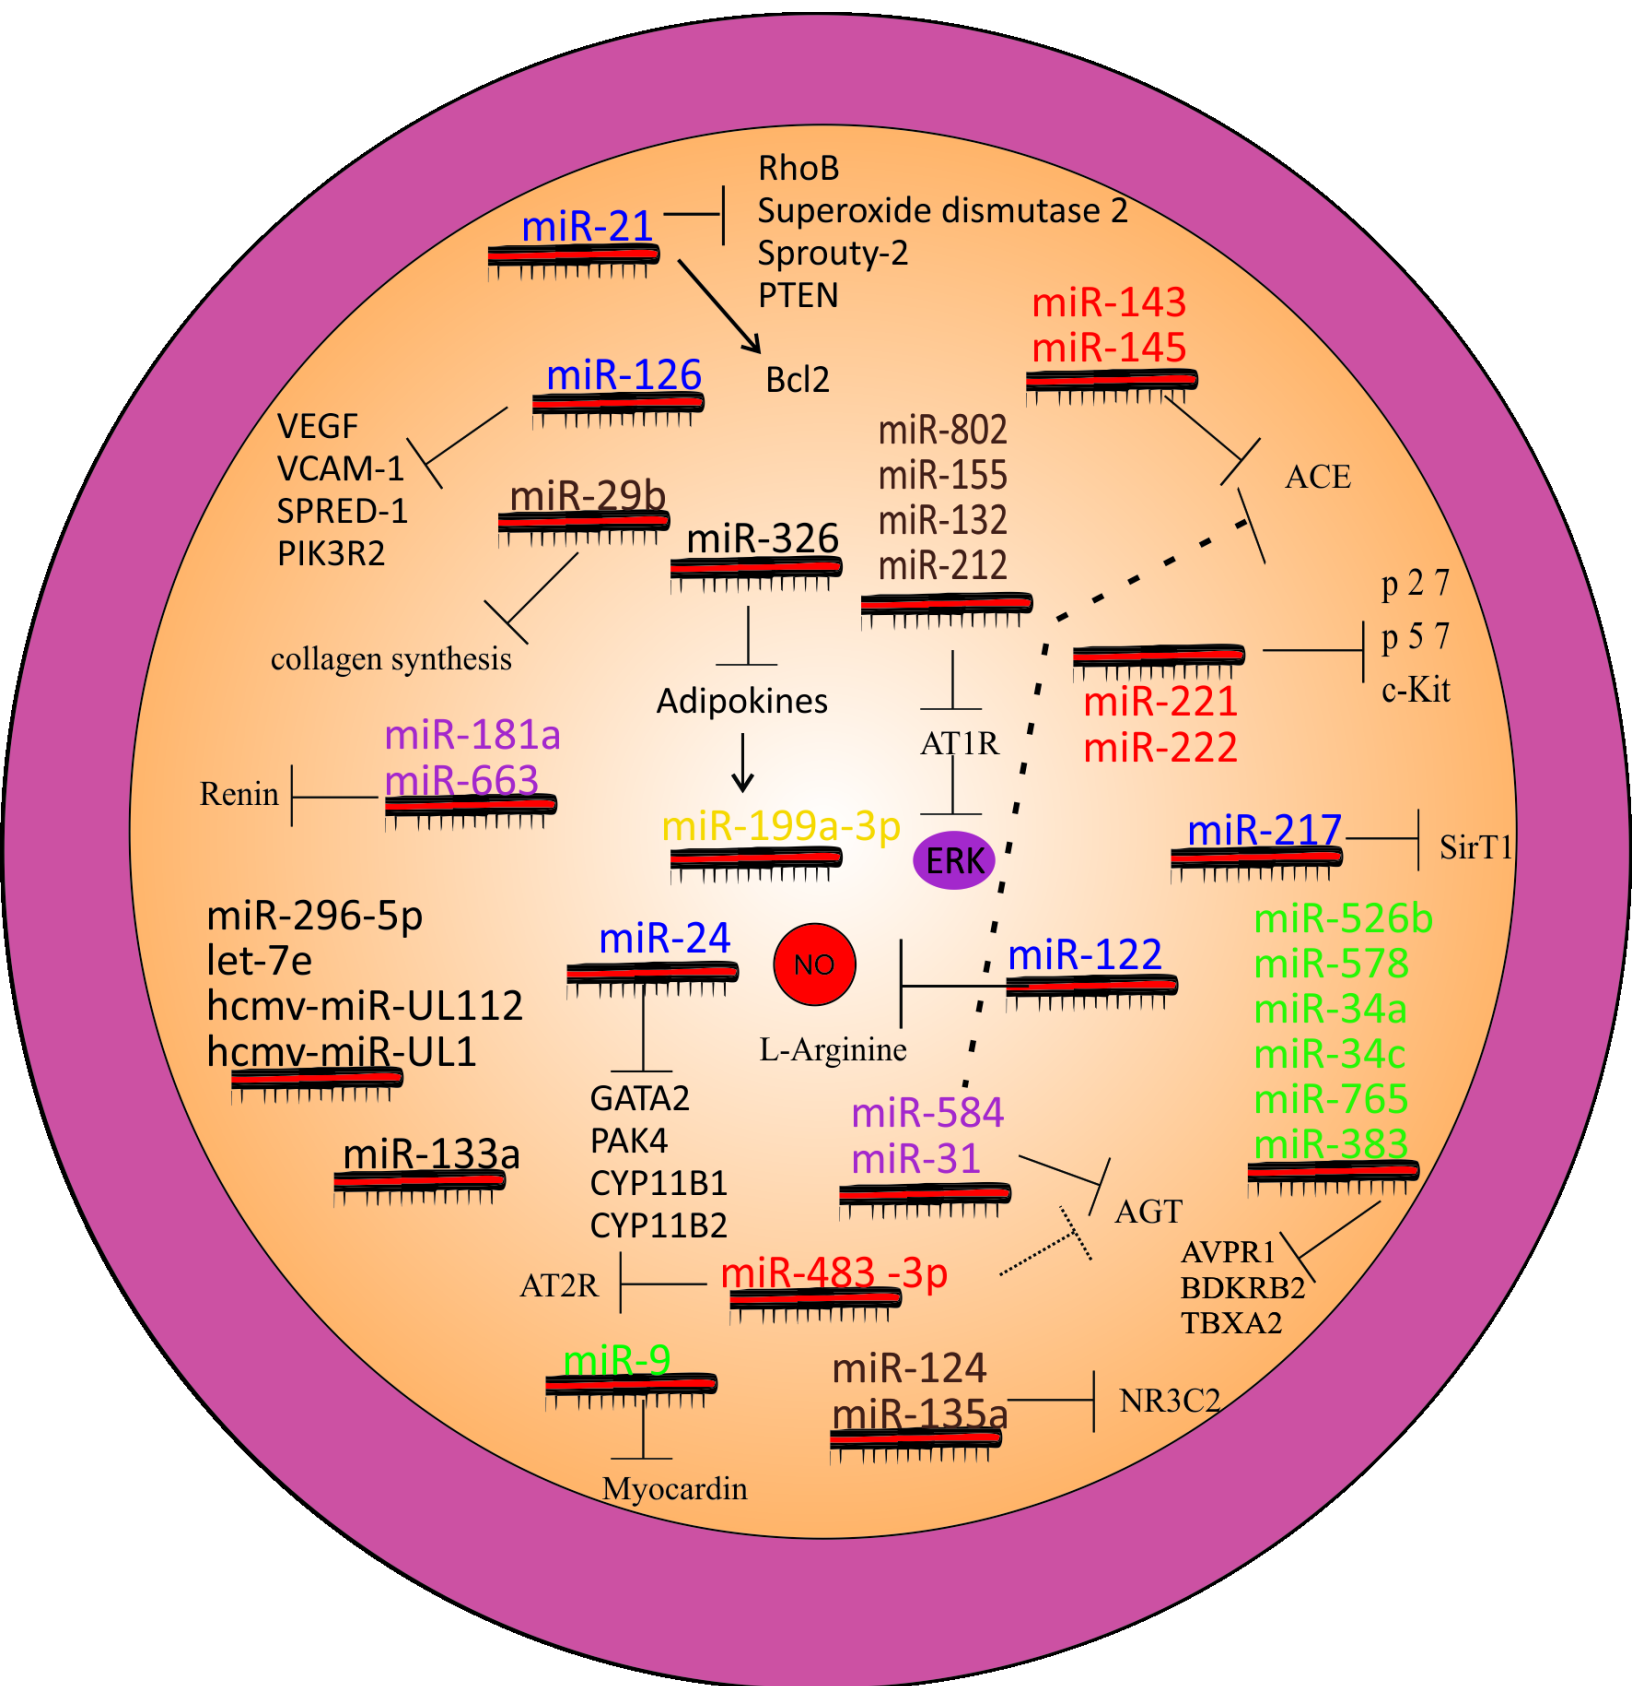 RhoB
Superoxide dismutase 2
Sprouty-2
PTEN
miR-21
Bcl2
miR-143
miR-145
ACE
miR-126
VEGF
VCAM-1
SPRED-1
PIK3R2
miR-29b
collagen synthesis
miR-326
Adipokines
miR-802
miR-155
miR-132
miR-212
AT1R
ERK
p 2 7
p 5 7
c-Kit
miR-221
miR-222
miR-181a
miR-663
Renin
miR-199a-3p
miR-217
SirT1
miR-296-5p
let-7e
hcmv-miR-UL112
hcmv-miR-UL1
miR-24
NO
miR-122
L-Arginine
miR-526b
miR-578
miR-34a
miR-34c
miR-765
miR-383
miR-133a
GATA2
PAK4
CYP11B1
CYP11B2
miR-584
miR-31
AGT
AVPR1
BDKRB2
TBXA2
AT2R
miR-483 -3p
miR-9
Myocardin
miR-124
miR-135a
NR3C2